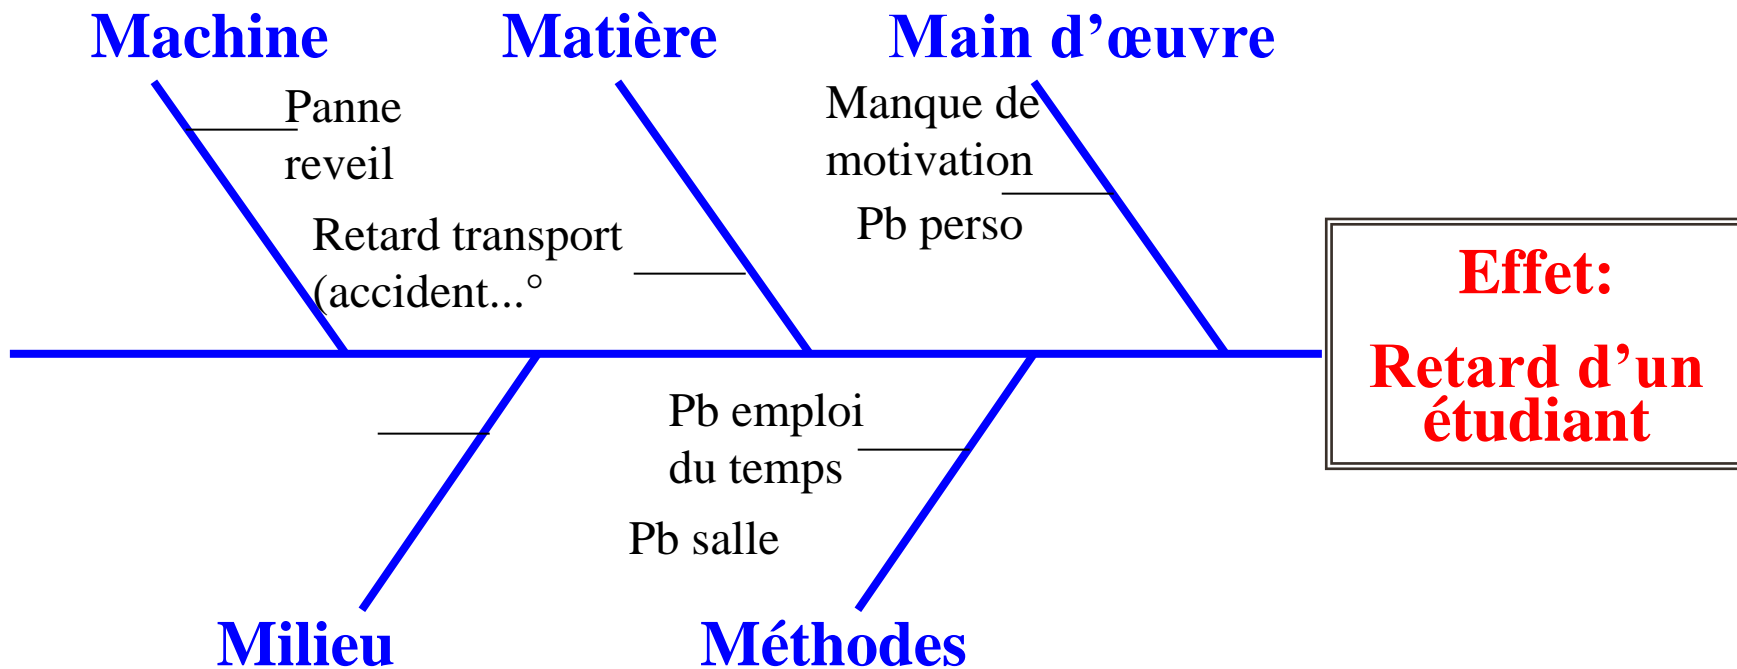 Machine
Matière
Main d’œuvre
Panne
reveil
Manque de
motivation
Pb perso
Retard transport
(accident...°
Effet:
Retard d’un
étudiant
Pb emploi
du temps
Pb salle
Milieu
Méthodes